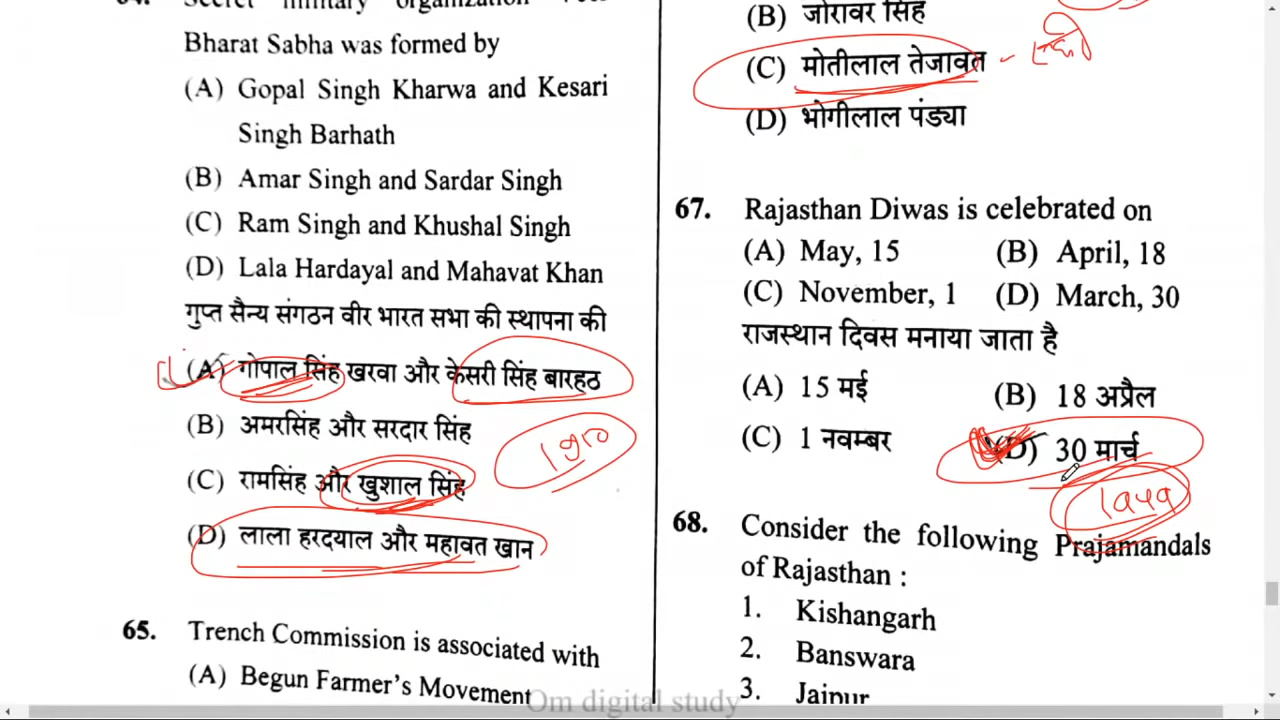 Secret military organization Veer
Bharat Sabha was formed by
(A) Gopal Singh Kharwa and Kesari
Singh Barhath
(B) Amar Singh and Sardar Singh
(C) Ram Singh and Khushal Singh
(D) Lala Hardayal and Mahavat Khan
गुप्त सैन्य संगठन वीर भारत सभा की स्थापना की
(A) गोपाल सिंह खरवा और केसरी सिंह बारहठ
(B) अमरसिंह और सरदार सिंह
1910
(C) रामसिंह और खुशाल सिंह
(D) लाला हरदयाल और महावत खान
65. Trench Commission is associated with
(A) Begun Farmer's Movement
(B) जोरावर सिंह
(C) मोतीलाल तेजावत
(D) भोगीलाल पंड्या
67. Rajasthan Diwas is celebrated on
(A) May, 15 (B) April, 18
(C) November, 1 (D) March, 30
राजस्थान दिवस मनाया जाता है
(A) 15 मई (B) 18 अप्रैल
(C) 1 नवम्बर (D) 30 मार्च
1949
68. Consider the following Prajamandals
of Rajasthan :
1. Kishangarh
2. Banswara
3. Jaipur
Om digital study